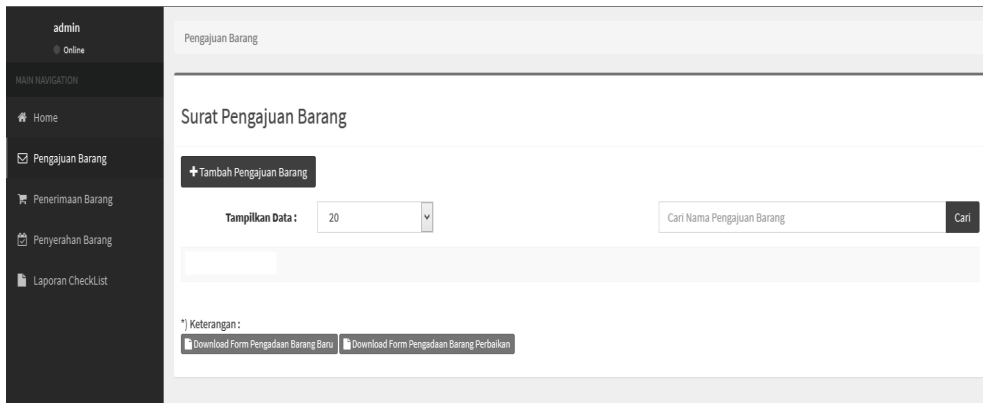 admin
Online
MAIN NAVIGATION
Home
Pengajuan Barang
Penerimaan Barang
Penyerahan Barang
Laporan CheckList
Pengajuan Barang
Surat Pengajuan Barang
+Tambah Pengajuan Barang
Tampilkan Data : 20
Cari Nama Pengajuan Barang Cari
*) Keterangan :
Download Form Pengadaan Barang Baru Download Form Pengadaan Barang Perbaikan